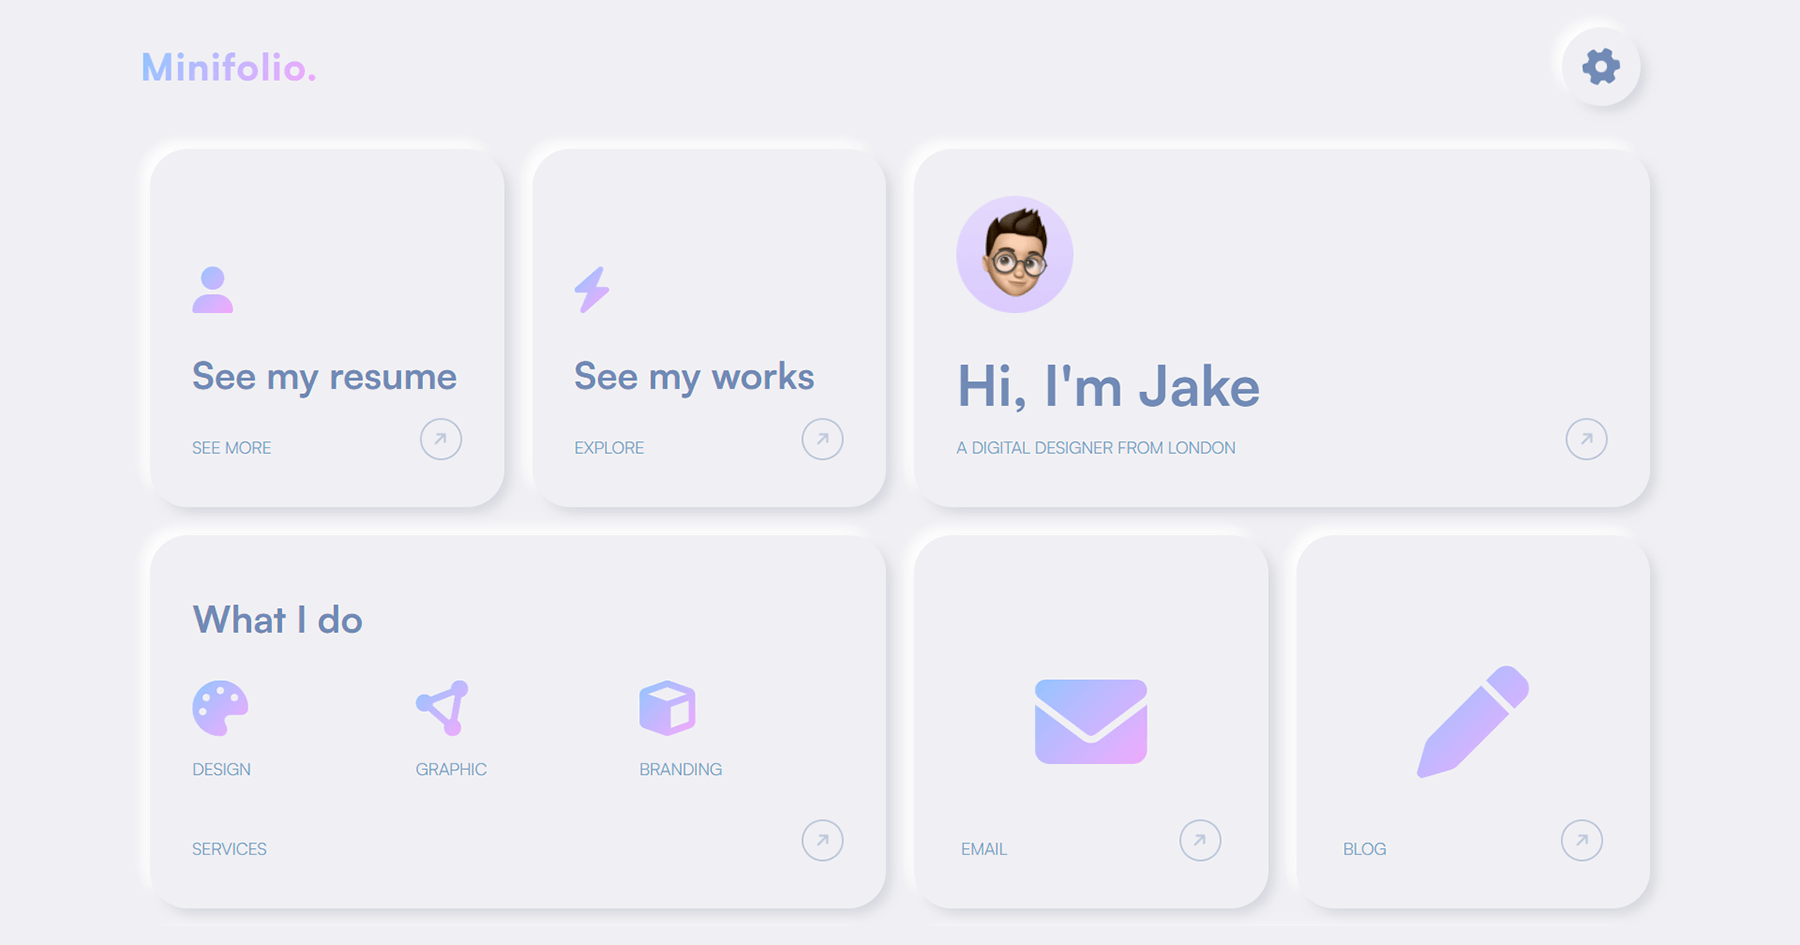 Minifolio.
See my resume
SEE MORE
See my works
EXPLORE
Hi, I'm Jake
A DIGITAL DESIGNER FROM LONDON
What I do
DESIGN
GRAPHIC
BRANDING
SERVICES
EMAIL
BLOG